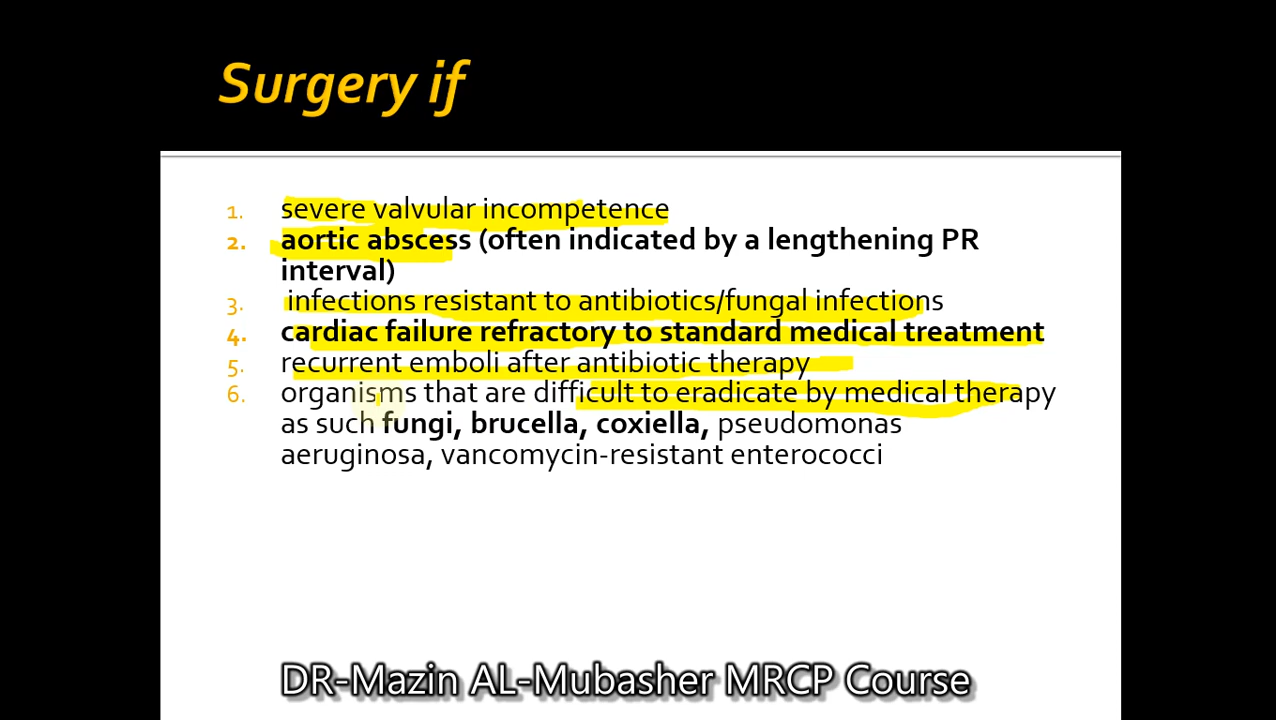 Surgery if
1. severe valvular incompetence
2. aortic abscess (often indicated by a lengthening PR
interval)
3. infections resistant to antibiotics/fungal infections
4. cardiac failure refractory to standard medical treatment
5. recurrent emboli after antibiotic therapy
6. organisms that are difficult to eradicate by medical therapy
as such fungi, brucella, coxiella, pseudomonas
aeruginosa, vancomycin-resistant enterococci
DR-Mazin AL-Mubasher MRCP Course